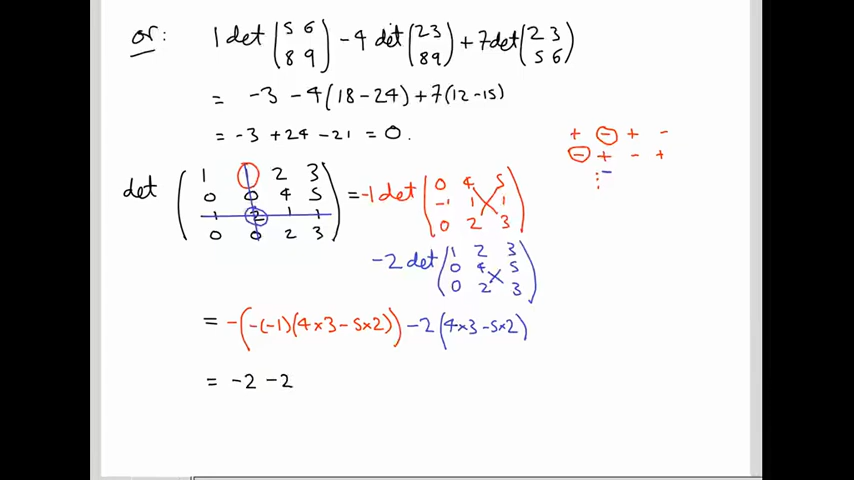 or: 1 det (5 6 8 9) - 4 det (2 3 8 9) + 7 det (2 3 5 6)
= -3 - 4(18-24) + 7(12-15)
= -3 + 24 - 21 = 0.
+ - + -
- + - +
⋮ -
det (1 1 2 3
0 0 4 5
1 1
0 0 2 3)
= -1 det (0 4 5
-1 1 1
0 2 3)
-2 det (1 2 3
0 4 5
0 2 3)
= -(-(-1)(4×3-5×2)) - 2(4×3-5×2)
= -2 -2